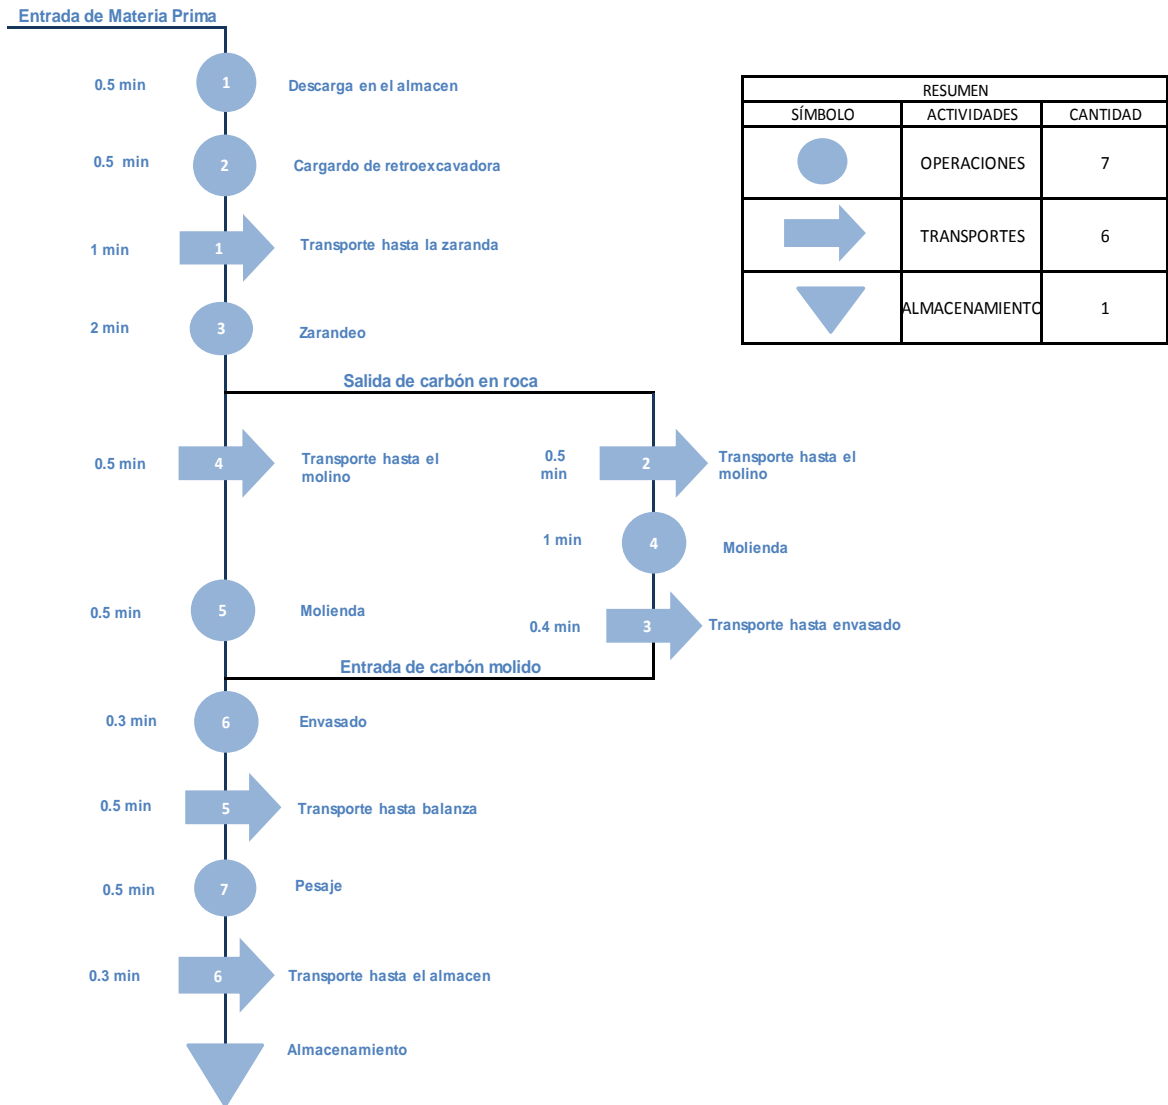 Entrada de Materia Prima
0.5 min
1
Descarga en el almacen
0.5 min
2
Cargardo de retroexcavadora
1 min
1
Transporte hasta la zaranda
2 min
3
Zarandeo
RESUMEN
SÍMBOLO ACTIVIDADES CANTIDAD
OPERACIONES 7
TRANSPORTES 6
ALMACENAMIENTO 1
Salida de carbón en roca
0.5 min
4
Transporte hasta el
molino
0.5
min
2
Transporte hasta el
molino
1 min
4
Molienda
0.5 min
5
Molienda
0.4 min
3
Transporte hasta envasado
Entrada de carbón molido
0.3 min
6
Envasado
0.5 min
5
Transporte hasta balanza
0.5 min
7
Pesaje
0.3 min
6
Transporte hasta el almacen
Almacenamiento